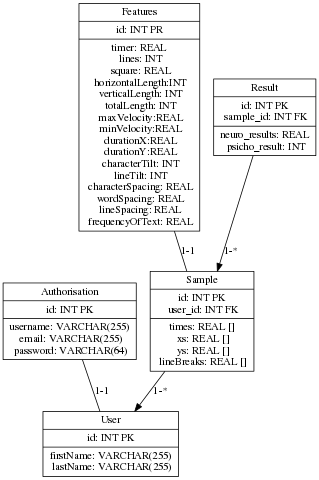 Features
id: INT PR
timer: REAL
lines: INT
square: REAL
horizontalLength:INT
verticalLength: INT
totalLength: INT
maxVelocity:REAL
minVelocity:REAL
durationX:REAL
durationY:REAL
characterTilt: INT
lineTilt: INT
characterSpacing: REAL
wordSpacing: REAL
lineSpacing: REAL
frequencyOfText: REAL
Result
id: INT PK
sample_id: INT FK
neuro_results: REAL
psicho_result: INT
1-1
1-*
Sample
id: INT PK
user_id: INT FK
times: REAL []
xs: REAL []
ys: REAL []
lineBreaks: REAL []
Authorisation
id: INT PK
username: VARCHAR(255)
email: VARCHAR(255)
password: VARCHAR(64)
1-1
1-*
User
id: INT PK
firstName: VARCHAR(255)
lastName: VARCHAR(255)